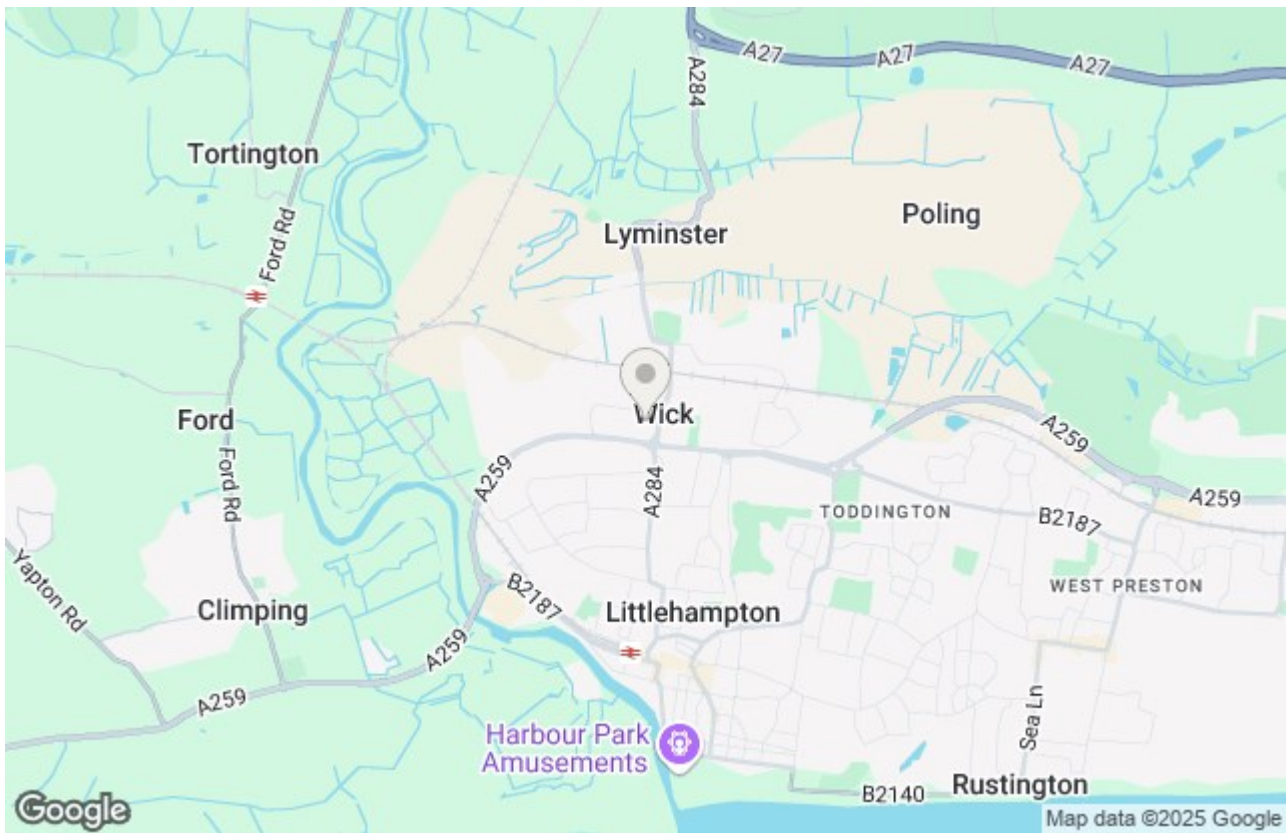 A27
A27
A27
A284
Tortington
Ford Rd
Poling
Lyminster
Wick
Ford
Ford Rd
A259
A284
A259
A259
TODDINGTON
B2187
Yapton Rd
Climping
B2187
A259
A259
Littlehampton
WEST PRESTON
Sea Ln
Harbour Park
Amusements
B2140
Rustington
Google
Map data ©2025 Google